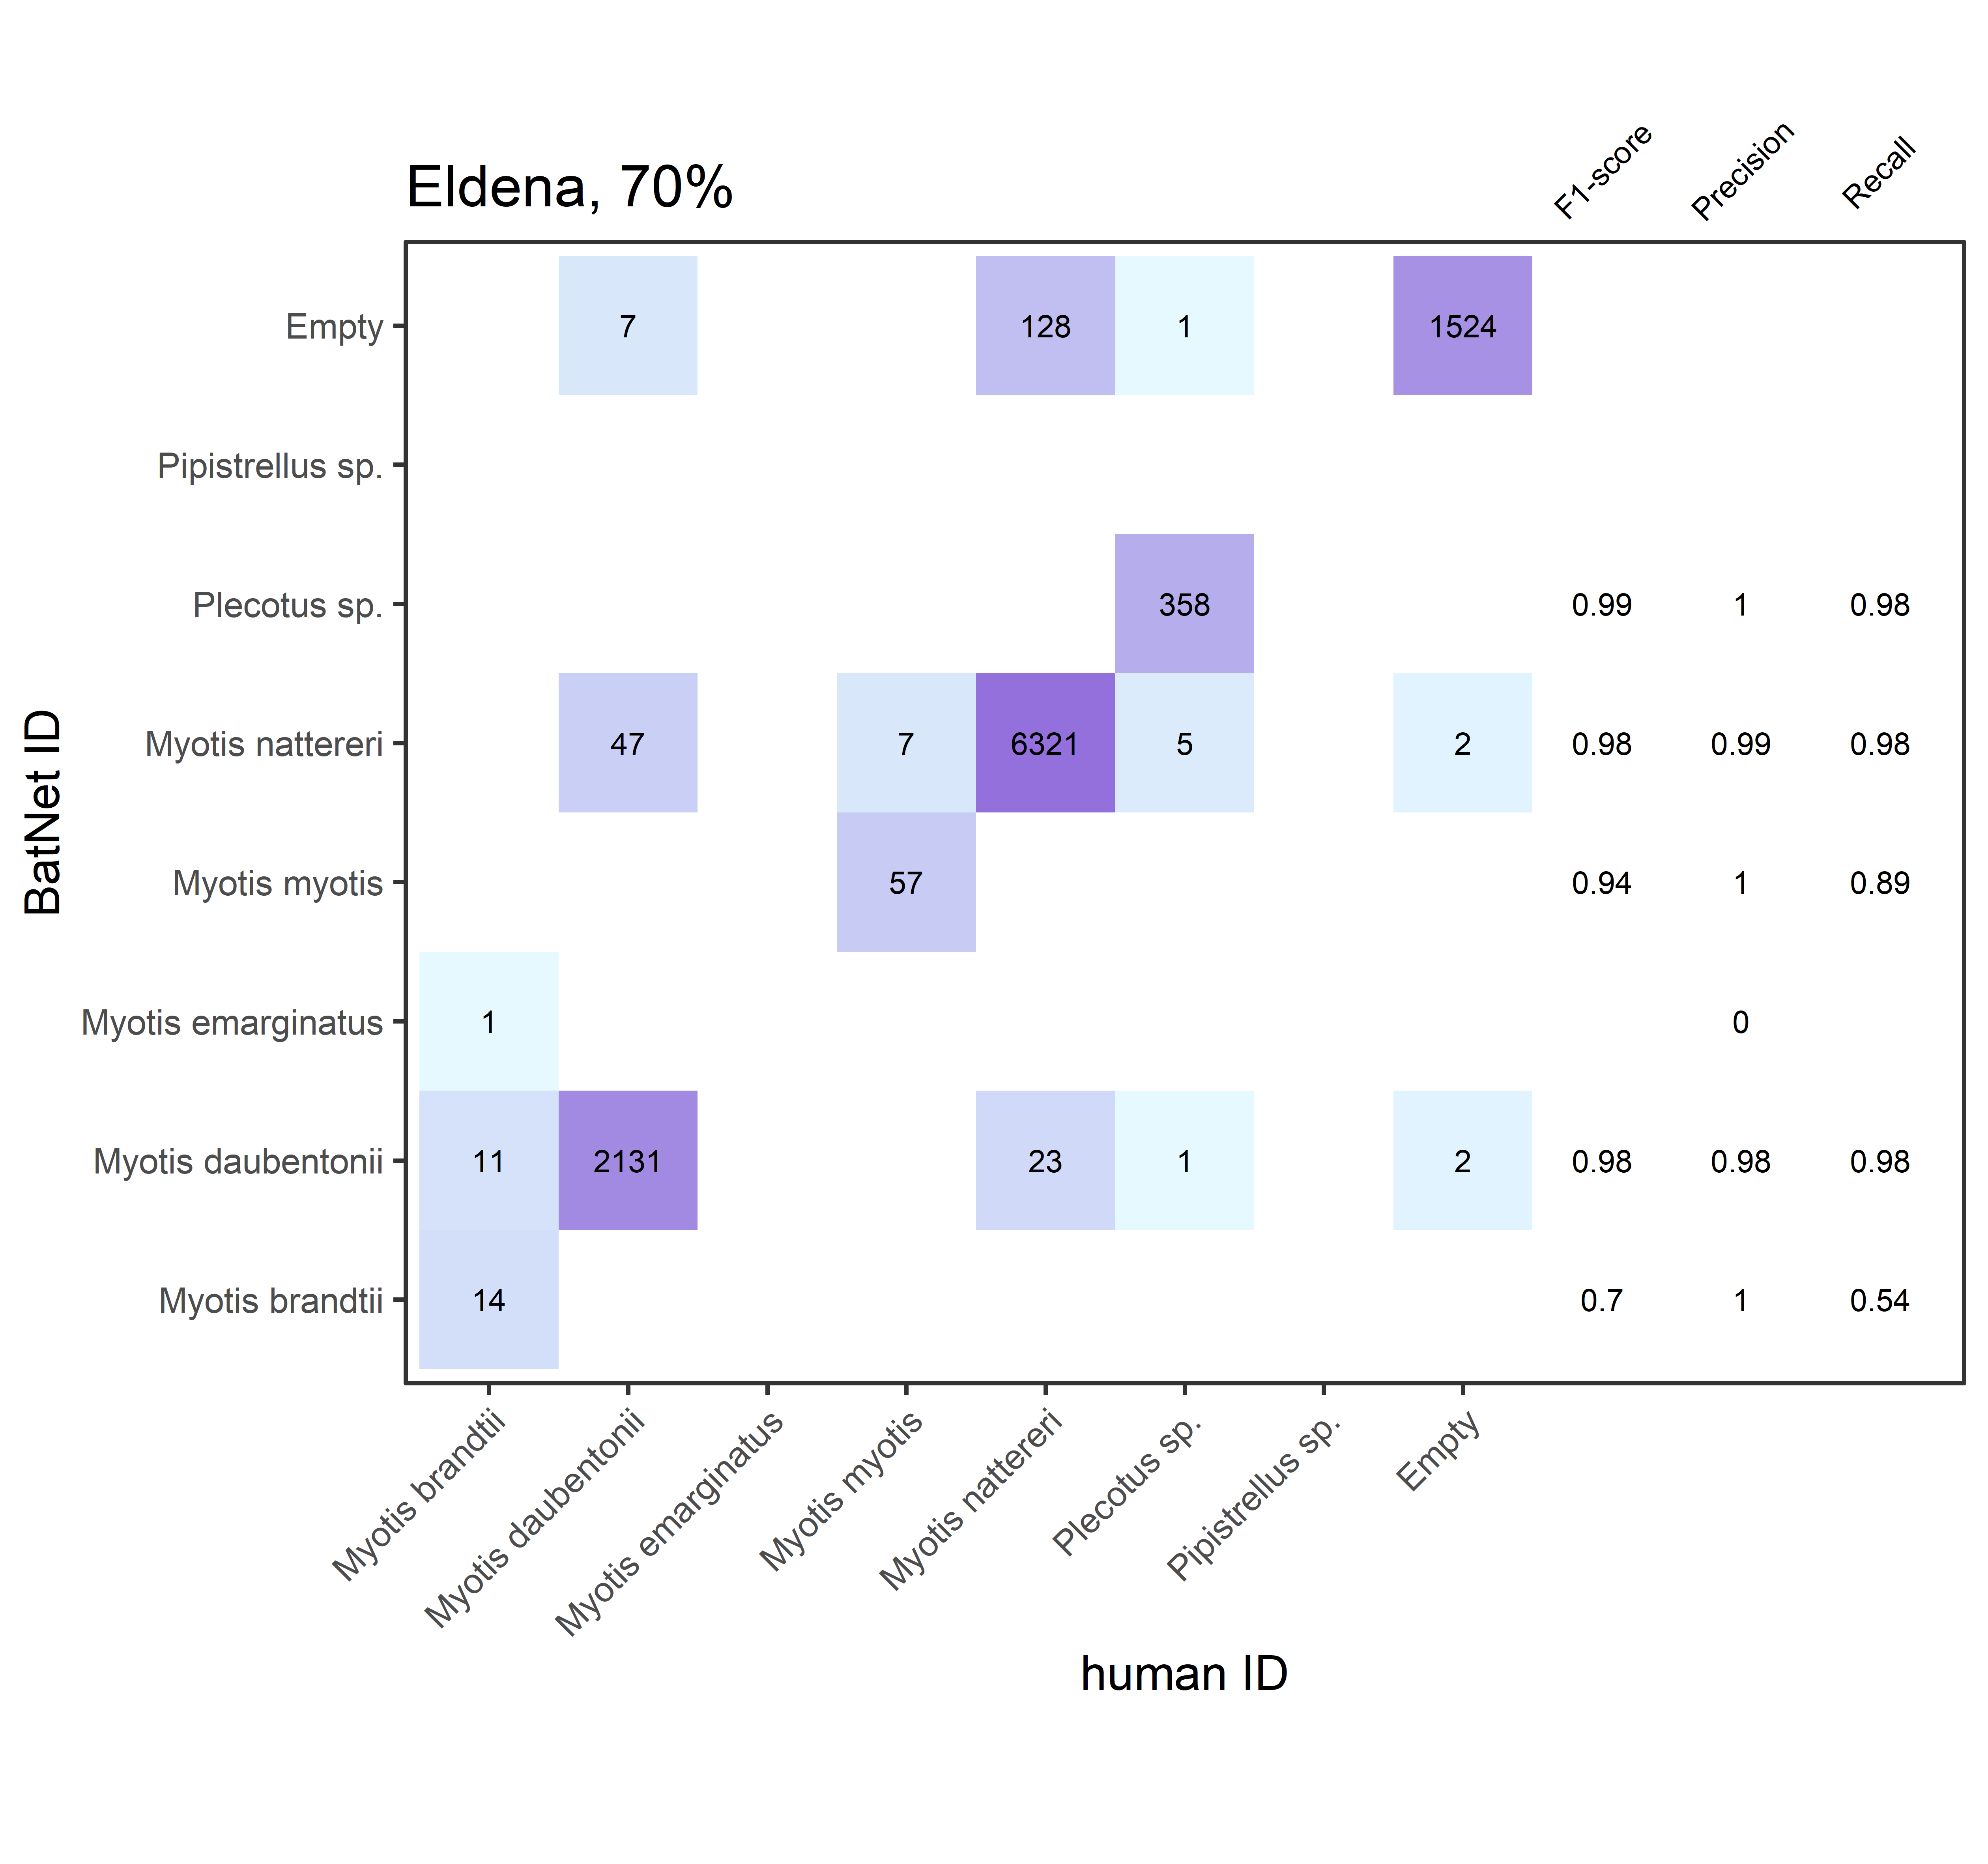 Eldena, 70%
F1-score Precision Recall
Empty 7 128 1 1524
Pipistrellus sp.
Plecotus sp. 358 0.99 1 0.98
Myotis nattereri 47 7 6321 5 2 0.98 0.99 0.98
Myotis myotis 57 0.94 1 0.89
Myotis emarginatus 1 0
Myotis daubentonii 11 2131 23 1 2 0.98 0.98 0.98
Myotis brandtii 14 0.7 1 0.54
BatNet ID
Myotis brandtii Myotis daubentonii Myotis emarginatus Myotis myotis Myotis nattereri Plecotus sp. Pipistrellus sp. Empty
human ID